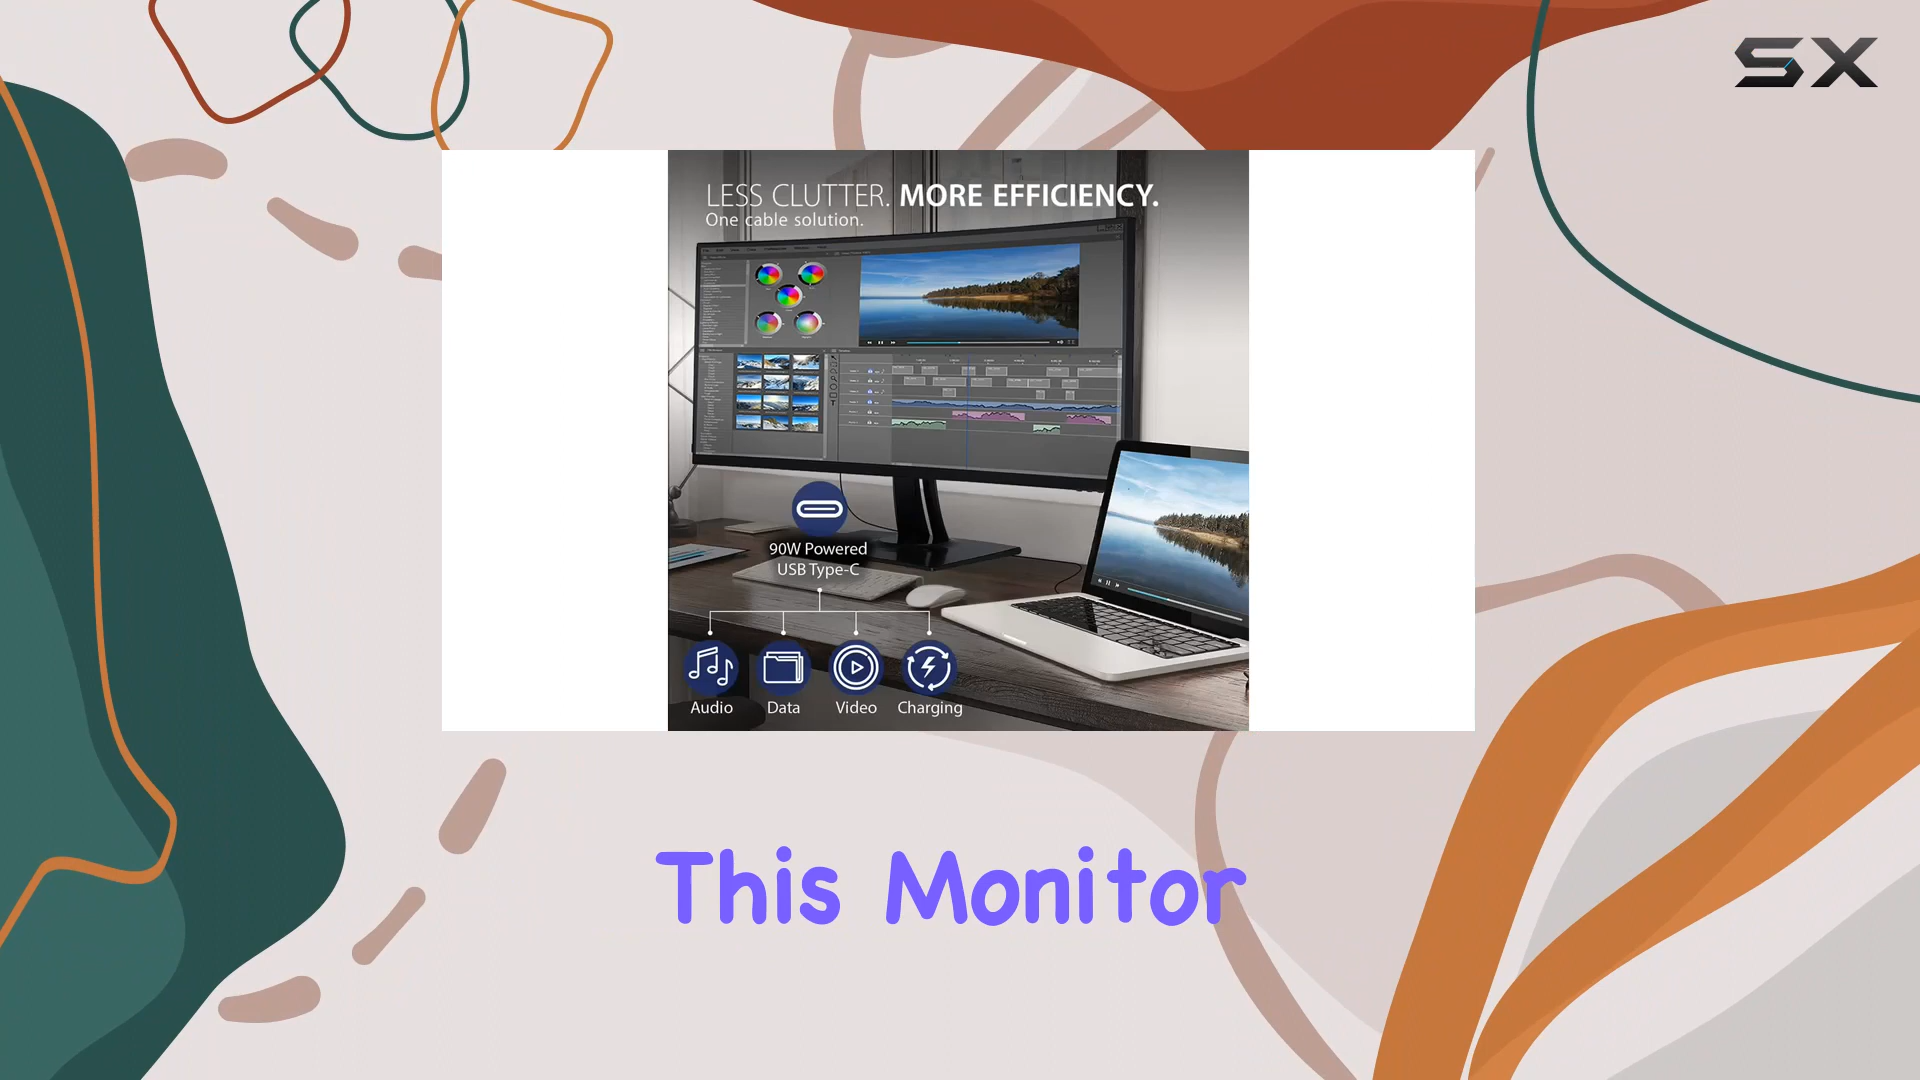 SX
LESS CLUTTER. MORE EFFICIENCY.
One cable solution.
90W Powered
USB Type-C
Audio
Data
Video
Charging
This Monitor